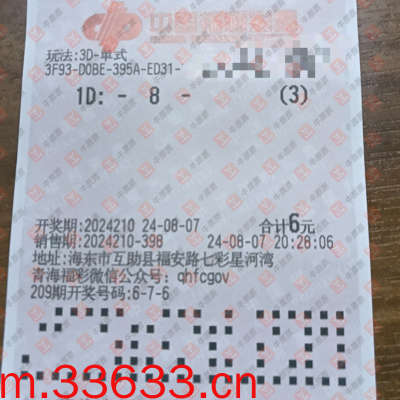 玩法:3D-单式
3F93-D0BE-395A-ED31-
1D: - 8 - (3)
开奖期:2024210 24-08-07 合计6元
销售期:2024210-398 24-08-07 20:28:06
地址:海东市互助县福安路七彩星河湾
青海福彩微信公众号: qhfcgov
209期开奖号码:6-7-6
m.33633.cn